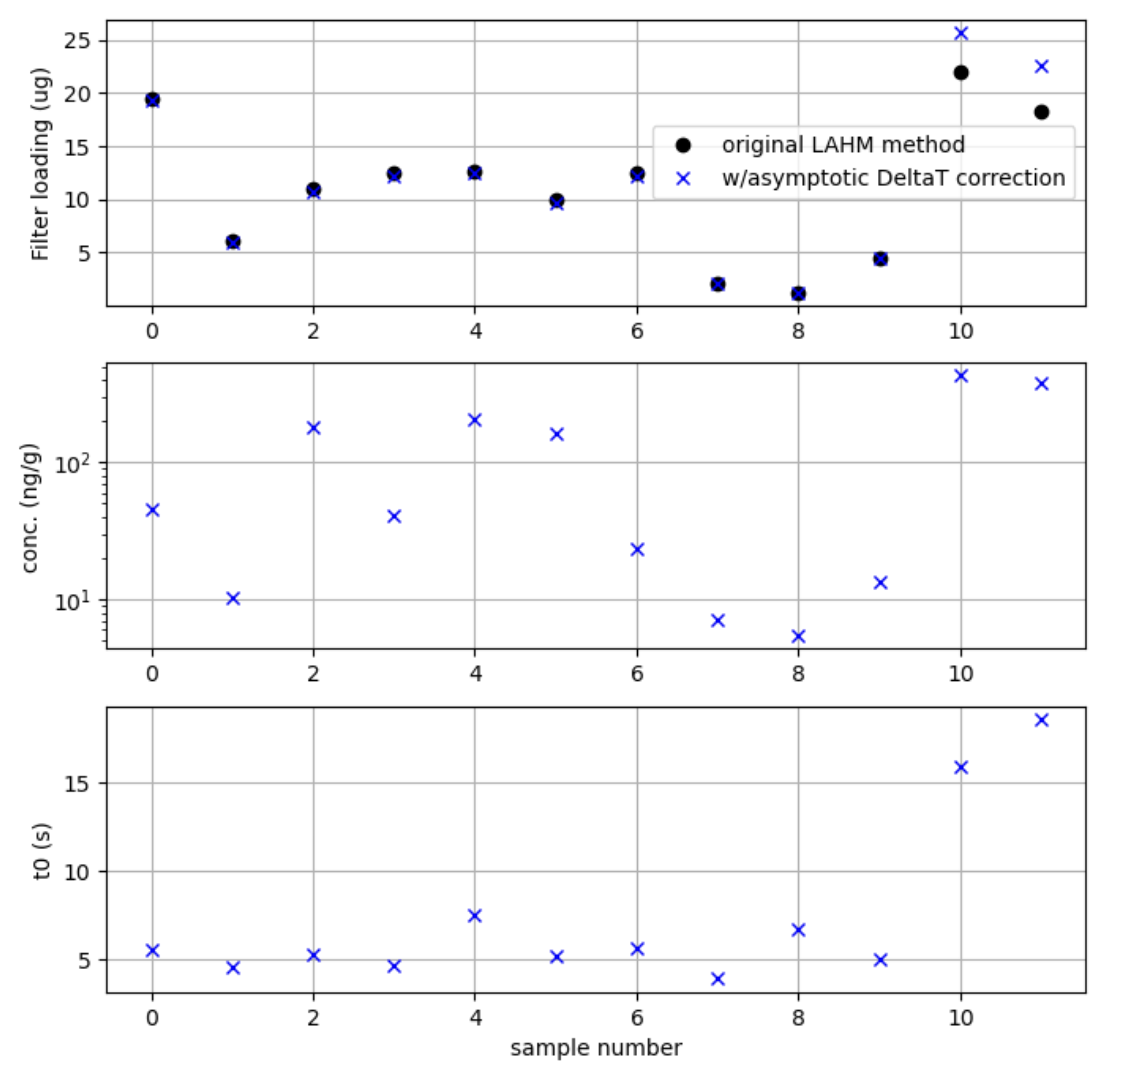 25
20
15
10
5
Filter loading (ug)
original LAHM method
w/asymptotic DeltaT correction
0 2 4 6 8 10
10²
10¹
conc. (ng/g)
0 2 4 6 8 10
15
10
5
t0 (s)
0 2 4 6 8 10
sample number